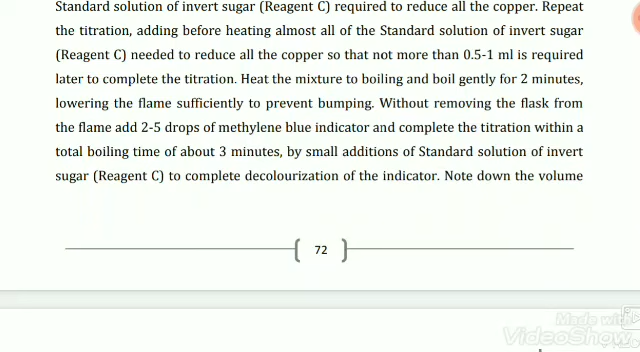 Standard solution of invert sugar (Reagent C) required to reduce all the copper. Repeat
the titration, adding before heating almost all of the Standard solution of invert sugar
(Reagent C) needed to reduce all the copper so that not more than 0.5-1 ml is required
later to complete the titration. Heat the mixture to boiling and boil gently for 2 minutes,
lowering the flame sufficiently to prevent bumping. Without removing the flask from
the flame add 2-5 drops of methylene blue indicator and complete the titration within a
total boiling time of about 3 minutes, by small additions of Standard solution of invert
sugar (Reagent C) to complete decolourization of the indicator. Note down the volume
72
Made with
VideoShow